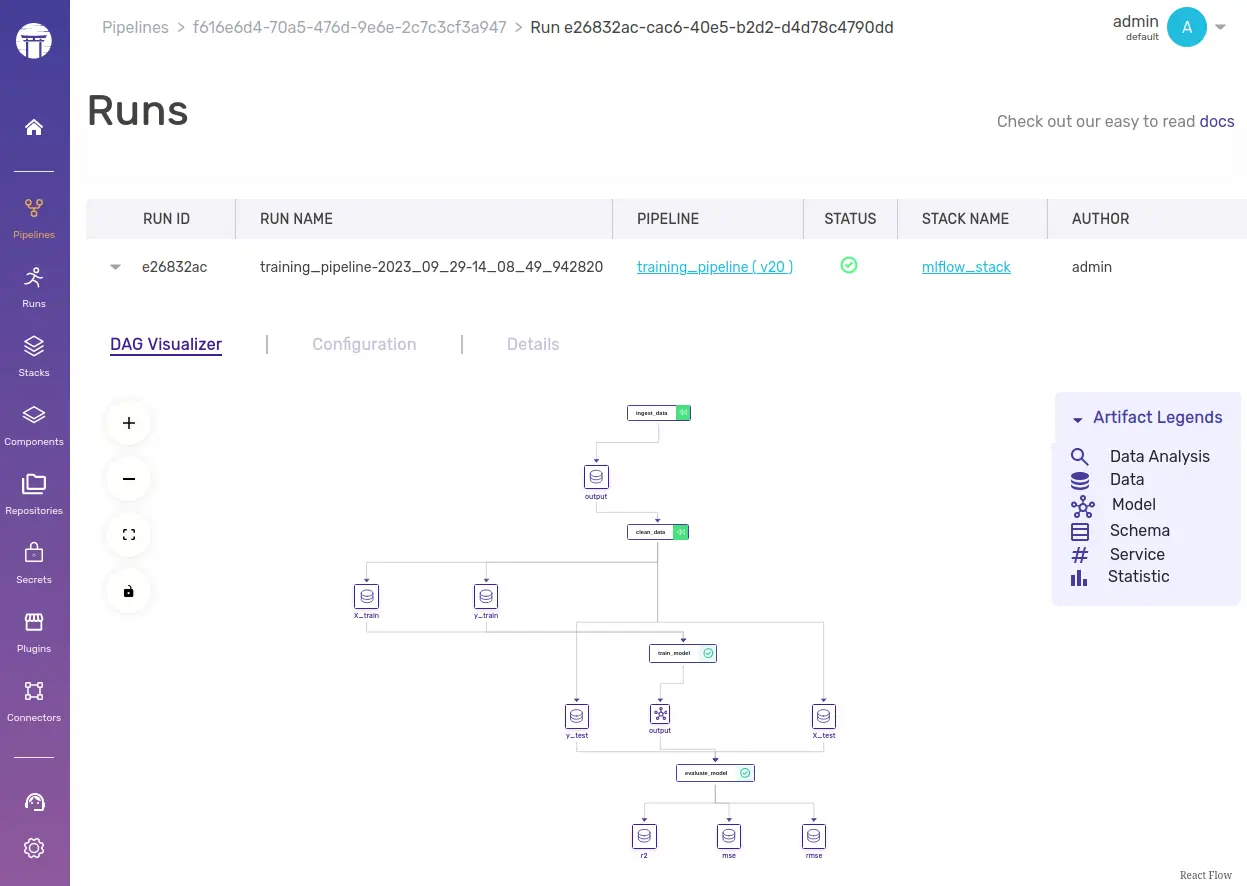 Pipelines > f616e6d4-70a5-476d-9e6e-2c7c3cf3a947 > Run e26832ac-cac6-40e5-b2d2-d4d78c4790dd
admin
default
A
Runs
Check out our easy to read docs
RUN ID RUN NAME PIPELINE STATUS STACK NAME AUTHOR
e26832ac training_pipeline-2023_09_29-14_08_49_942820 training_pipeline ( v20 ) mlflow_stack admin
DAG Visualizer | Configuration | Details
Pipelines
Runs
Stacks
Components
Repositories
Secrets
Plugins
Connectors
ingest_data
output
clean_data
X_train
y_train
train_model
y_test
output
X_test
evaluate_model
r2
mse
rmse
Artifact Legends
Data Analysis
Data
Model
Schema
Service
Statistic
React Flow